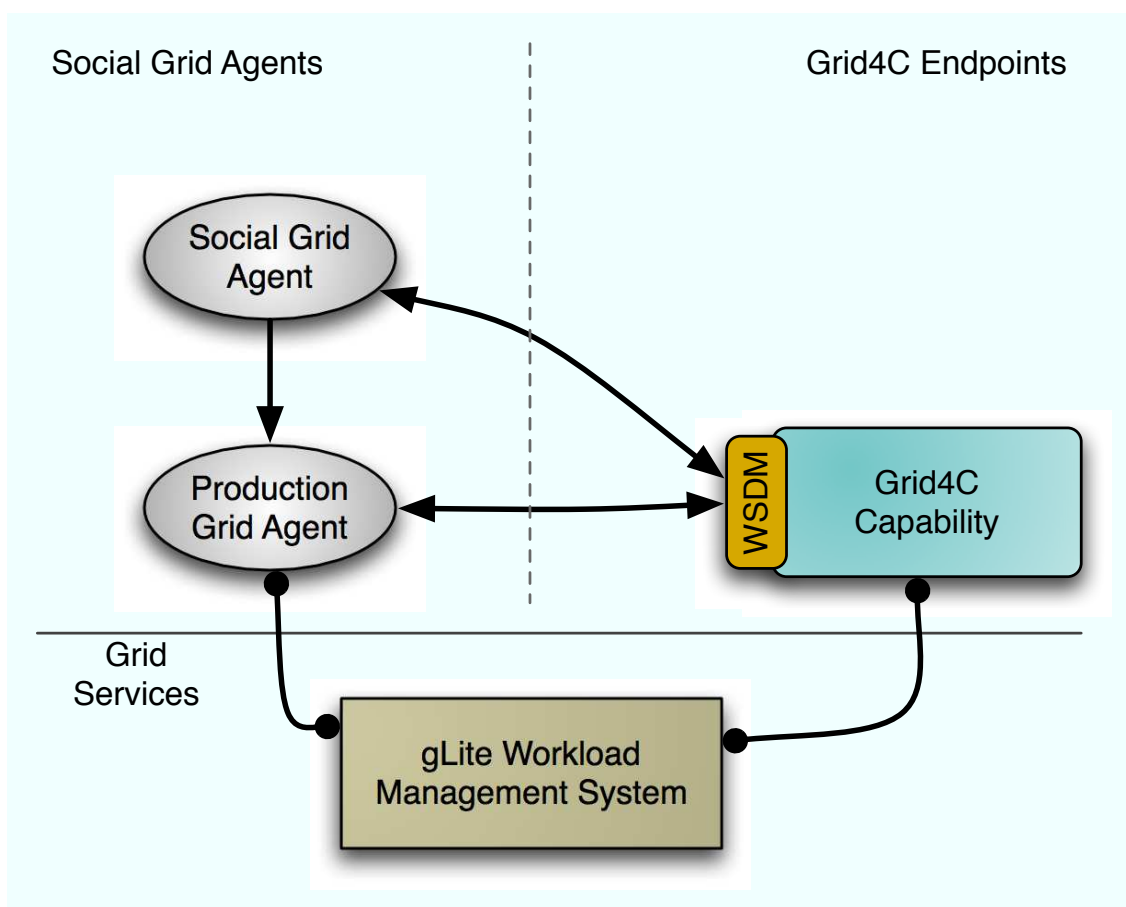 Social Grid Agents
Grid4C Endpoints
Social Grid
Agent
Production
Grid Agent
WSDM
Grid4C
Capability
Grid
Services
gLite Workload
Management System